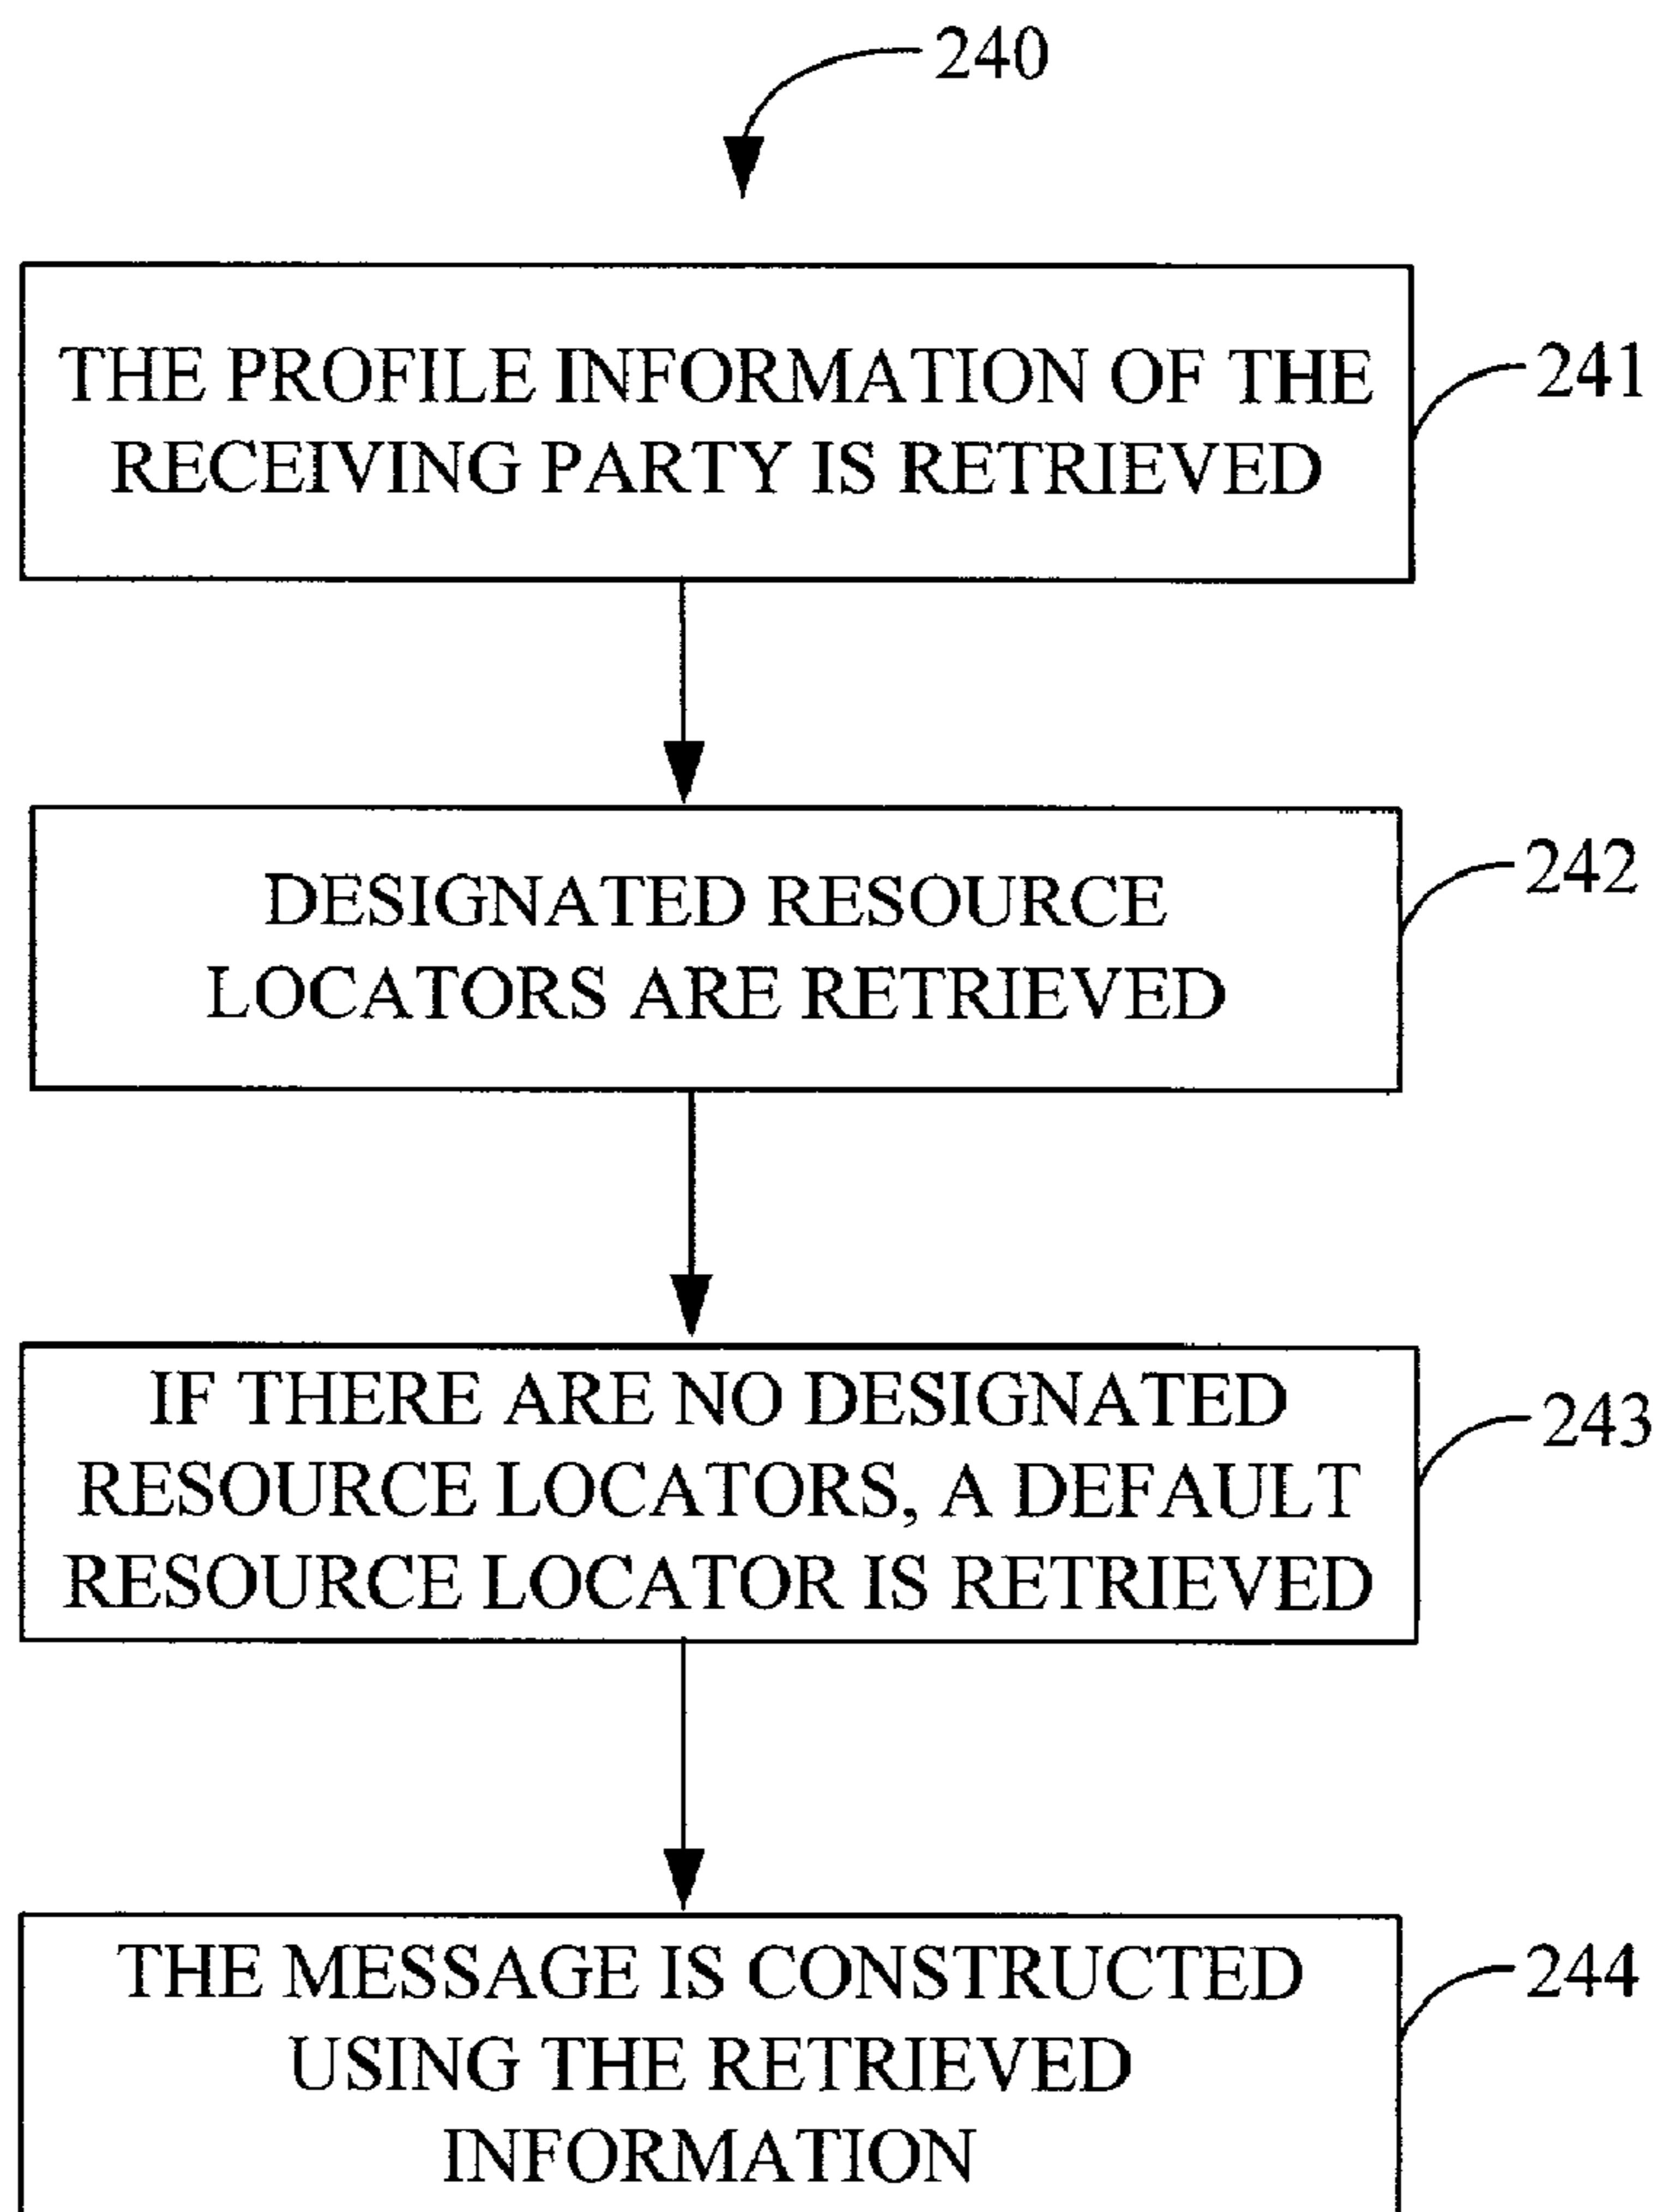 240
THE PROFILE INFORMATION OF THE
RECEIVING PARTY IS RETRIEVED
241
DESIGNATED RESOURCE
LOCATORS ARE RETRIEVED
242
IF THERE ARE NO DESIGNATED
RESOURCE LOCATORS, A DEFAULT
RESOURCE LOCATOR IS RETRIEVED
243
THE MESSAGE IS CONSTRUCTED
USING THE RETRIEVED
INFORMATION
244